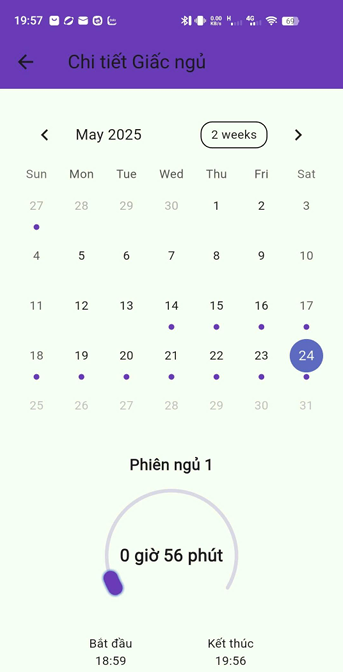 19:57 0.00 KB/s H 4G 69
Chi tiết Giấc ngủ
May 2025 2 weeks
Sun Mon Tue Wed Thu Fri Sat
27 28 29 30 1 2 3
4 5 6 7 8 9 10
11 12 13 14 15 16 17
18 19 20 21 22 23 24
25 26 27 28 29 30 31
Phiên ngủ 1
0 giờ 56 phút
Bắt đầu Kết thúc
18:59 19:56